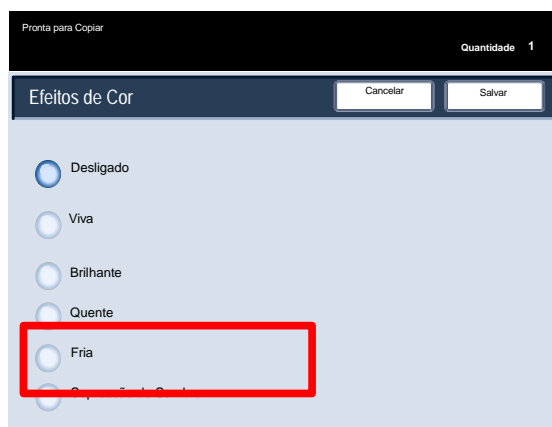 Pronta para Copiar
Quantidade 1
Efeitos de Cor
Cancelar
Salvar
Desligado
Viva
Brilhante
Quente
Fria